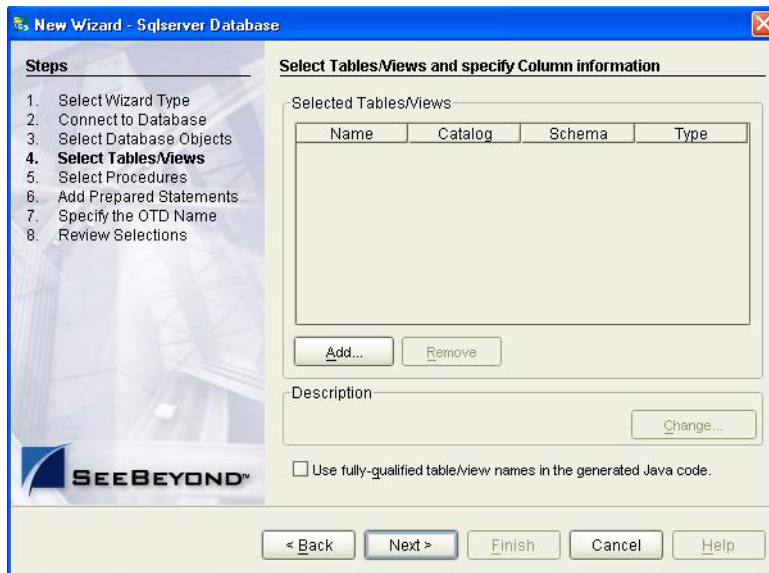 New Wizard - Sqlserver Database
Steps
1. Select Wizard Type
2. Connect to Database
3. Select Database Objects
4. Select Tables/Views
5. Select Procedures
6. Add Prepared Statements
7. Specify the OTD Name
8. Review Selections
SEEBEYOND™
Select Tables/Views and specify Column information
Selected Tables/Views
Name Catalog Schema Type
Add... Remove
Description
Change...
Use fully-qualified table/view names in the generated Java code.
< Back Next > Finish Cancel Help